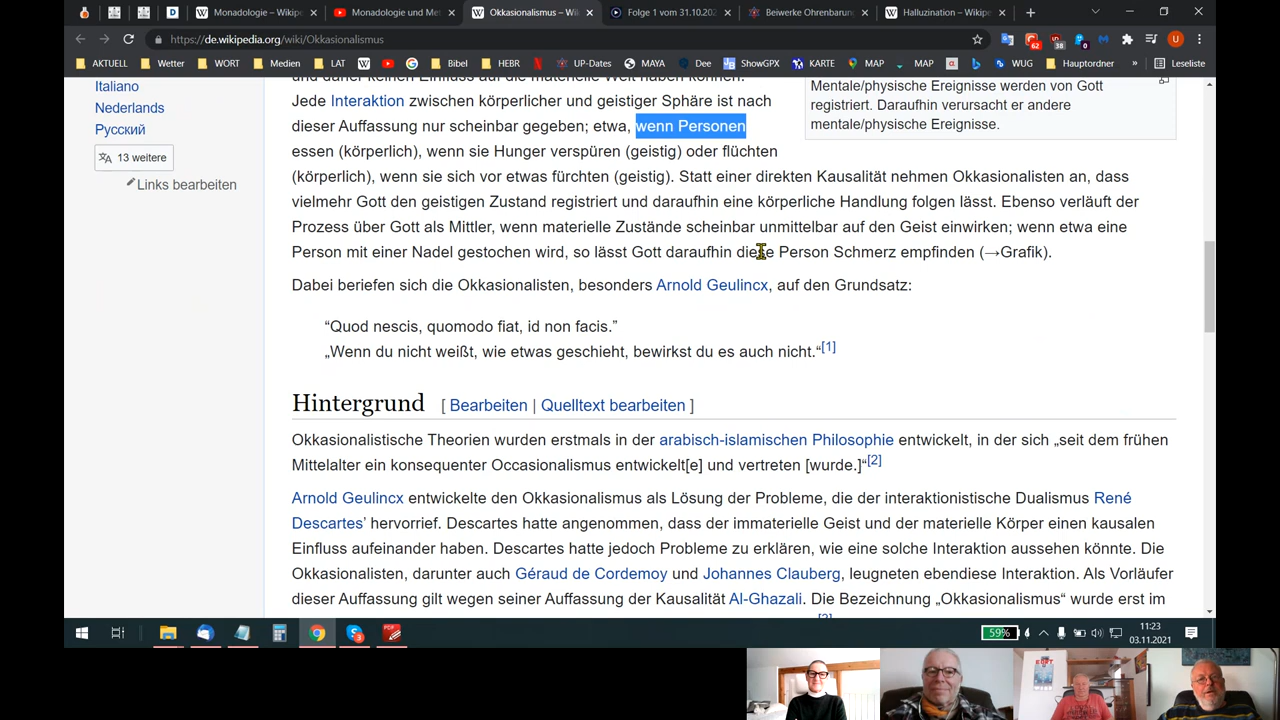 Monadologie – Wikipe
Monadologie und Met
Okkasionalismus – Wi
Folge 1 vom 31.10.202
Beiwerke Ohrenbarung
Halluzination – Wikipe
https://de.wikipedia.org/wiki/Okkasionalismus
AKTUELL Wetter WORT Medien LAT Bibel HEBR UP-Dates MAYA Dee ShowGPX KARTE MAP MAP WUG Hauptordner » Leseliste
Italiano
Nederlands
Русский
13 weitere
Links bearbeiten
und daher keinen Einfluss auf die materielle Welt haben können.
Jede Interaktion zwischen körperlicher und geistiger Sphäre ist nach
dieser Auffassung nur scheinbar gegeben; etwa, wenn Personen
essen (körperlich), wenn sie Hunger verspüren (geistig) oder flüchten
(körperlich), wenn sie sich vor etwas fürchten (geistig). Statt einer direkten Kausalität nehmen Okkasionalisten an, dass
vielmehr Gott den geistigen Zustand registriert und daraufhin eine körperliche Handlung folgen lässt. Ebenso verläuft der
Prozess über Gott als Mittler, wenn materielle Zustände scheinbar unmittelbar auf den Geist einwirken; wenn etwa eine
Person mit einer Nadel gestochen wird, so lässt Gott daraufhin diese Person Schmerz empfinden (→Grafik).
Mentale/physische Ereignisse werden von Gott
registriert. Daraufhin verursacht er andere
mentale/physische Ereignisse.
Dabei beriefen sich die Okkasionalisten, besonders Arnold Geulincx, auf den Grundsatz:
“Quod nescis, quomodo fiat, id non facis.”
„Wenn du nicht weißt, wie etwas geschieht, bewirkst du es auch nicht.“[1]
Hintergrund [ Bearbeiten | Quelltext bearbeiten ]
Okkasionalistische Theorien wurden erstmals in der arabisch-islamischen Philosophie entwickelt, in der sich „seit dem frühen
Mittelalter ein konsequenter Occasionalismus entwickelt[e] und vertreten [wurde.]“[2]
Arnold Geulincx entwickelte den Okkasionalismus als Lösung der Probleme, die der interaktionistische Dualismus René
Descartes’ hervorrief. Descartes hatte angenommen, dass der immaterielle Geist und der materielle Körper einen kausalen
Einfluss aufeinander haben. Descartes hatte jedoch Probleme zu erklären, wie eine solche Interaktion aussehen könnte. Die
Okkasionalisten, darunter auch Géraud de Cordemoy und Johannes Clauberg, leugneten ebendiese Interaktion. Als Vorläufer
dieser Auffassung gilt wegen seiner Auffassung der Kausalität Al-Ghazali. Die Bezeichnung „Okkasionalismus“ wurde erst im
59%
11:23
03.11.2021